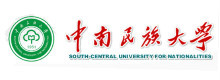 中南民族大学
SOUTH-CENTRAL UNIVERSITY FOR NATIONALITIES